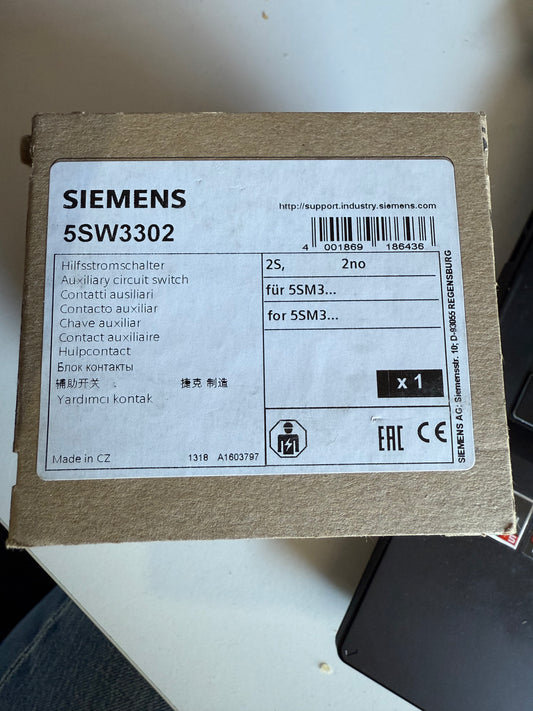 SIEMENS
http://support.industry.siemens.com
5SW3302
4 001869 186436
Hilfsstromschalter
Auxiliary circuit switch
Contatti ausiliari
Contacto auxiliar
Chave auxiliar
Contact auxiliaire
Hulpcontact
Блок контакты
辅助开关 捷克 制造
Yardımcı kontak
2S, 2no
für 5SM3...
for 5SM3...
x 1
Made in CZ 1318 A1603797
EAC CE
SIEMENS AG: Siemensstr. 10; D-93055 REGENSBURG